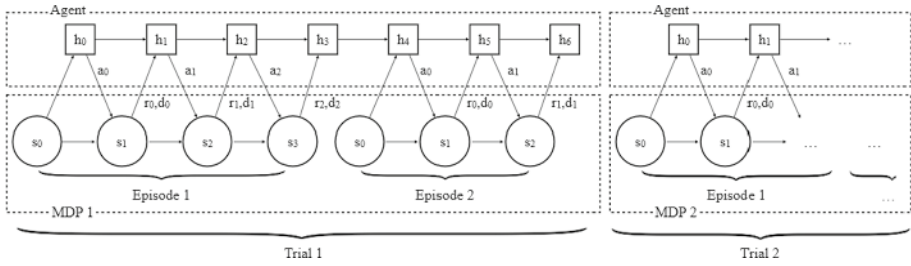 Agent Agent
h0 h1 h2 h3 h4 h5 h6 h0 h1 ...
a0 a1 a2 a0 a1 a0 a1
r0,d0 r1,d1 r2,d2 r0,d0 r1,d1 r0,d0
s0 s1 s2 s3 s0 s1 s2 s0 s1 ... ...
Episode 1 Episode 2 Episode 1 ...
MDP 1 MDP 2
Trial 1 Trial 2